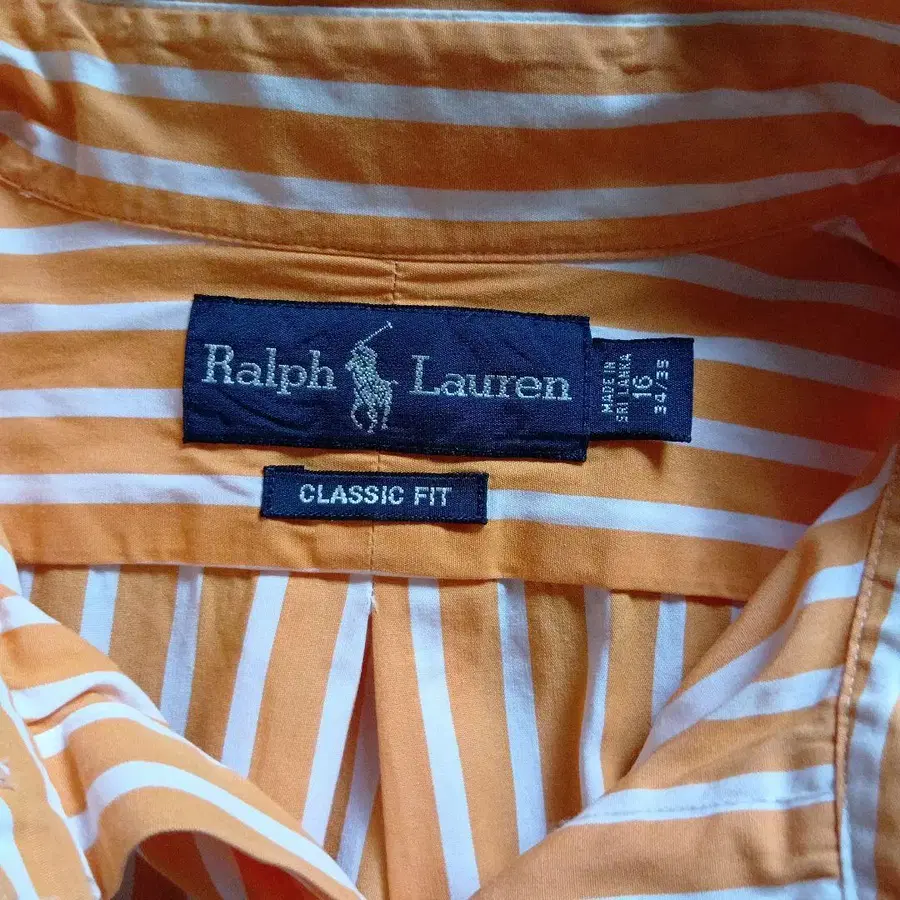 Ralph Lauren
MADE IN
SRI LANKA
16
34/35
CLASSIC FIT